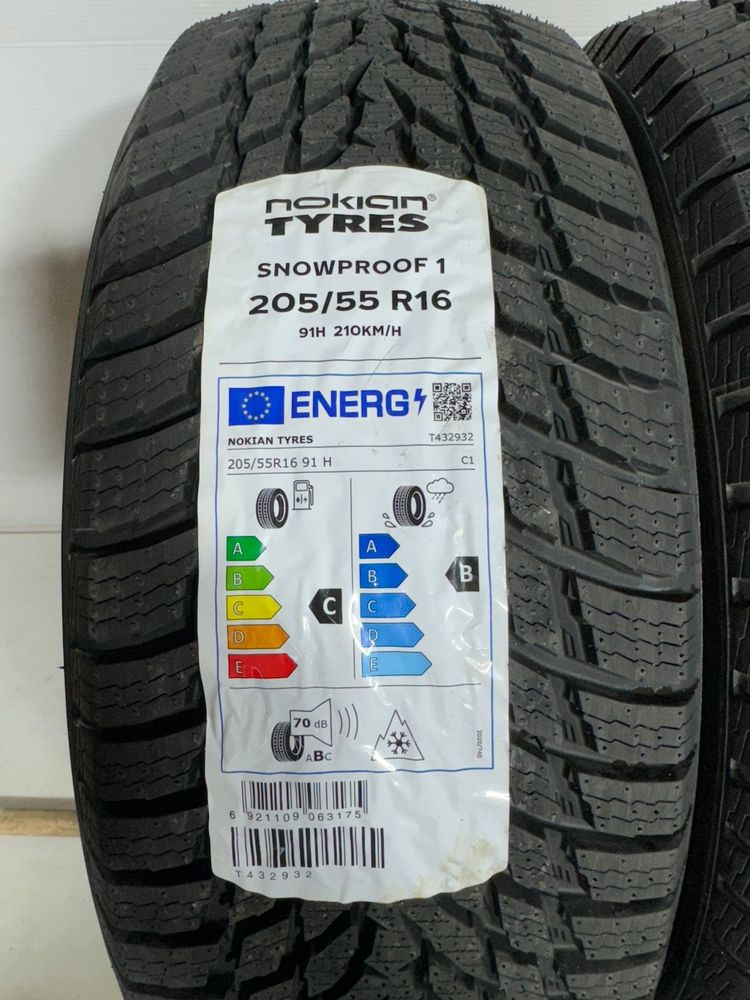 nokian®
TYRES
SNOWPROOF 1
205/55 R16
91H 210KM/H
ENERG
NOKIAN TYRES T432932
205/55R16 91 H C1
A A
B B B
C C C
D D
E E
70 dB
ABC
2020/740
6 921109 063175
T432932